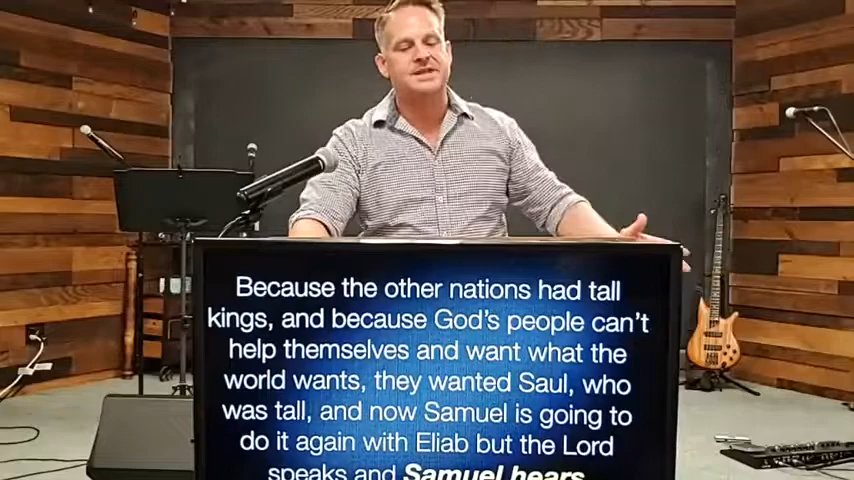 Because the other nations had tall
kings, and because God's people can't
help themselves and want what the
world wants, they wanted Saul, who
was tall, and now Samuel is going to
do it again with Eliab but the Lord
speaks and Samuel hears